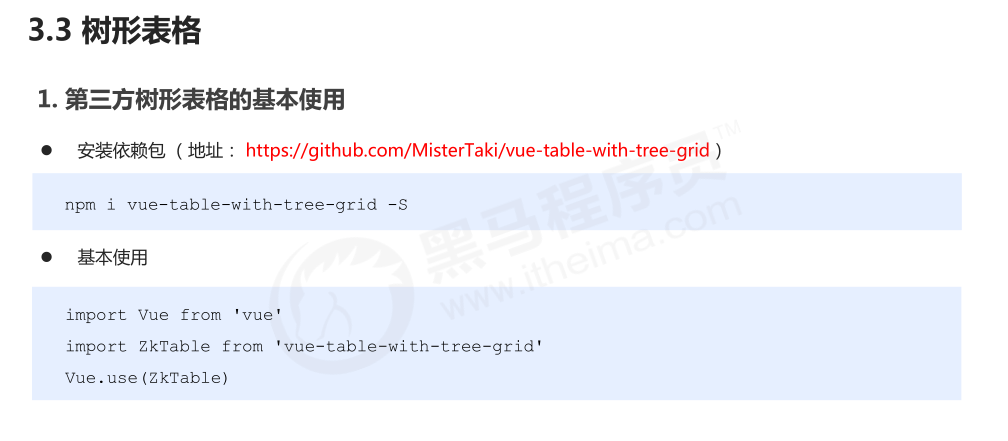 3.3 树形表格
1. 第三方树形表格的基本使用
● 安装依赖包 （ 地址： https://github.com/MisterTaki/vue-table-with-tree-grid ）
npm i vue-table-with-tree-grid -S
● 基本使用
import Vue from 'vue'
import ZkTable from 'vue-table-with-tree-grid'
Vue.use(ZkTable)
黑马程序员™
www.itheima.com